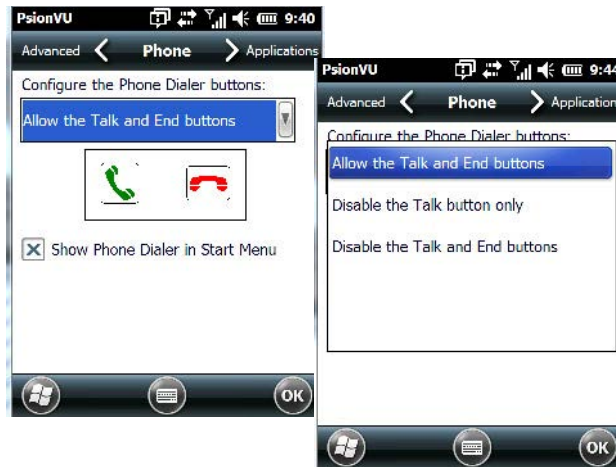 PsionVU 9:40
Advanced Phone Applications
Configure the Phone Dialer buttons:
Allow the Talk and End buttons
Show Phone Dialer in Start Menu
OK
PsionVU 9:44
Advanced Phone Application
Configure the Phone Dialer buttons:
Allow the Talk and End buttons
Disable the Talk button only
Disable the Talk and End buttons
OK